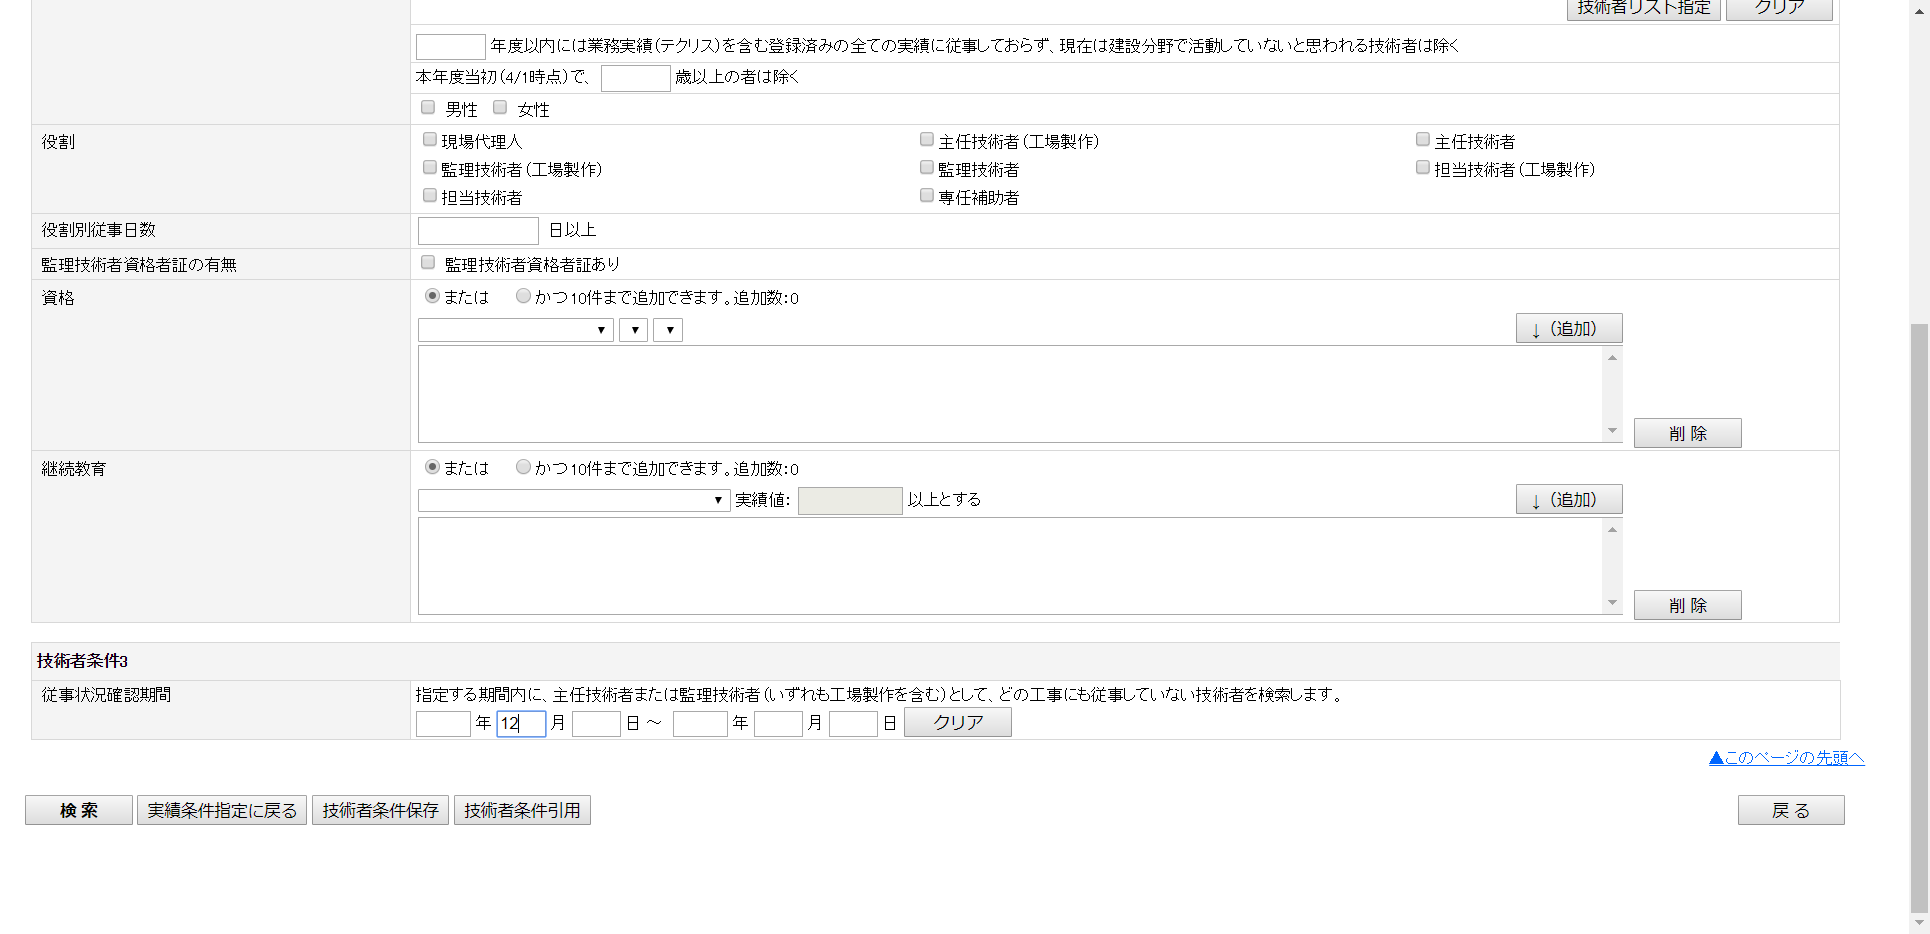 技術者リスト指定 クリア
年度以内には業務実績(テクリス)を含む登録済みの全ての実績に従事しておらず、現在は建設分野で活動していないと思われる技術者は除く
本年度当初(4/1時点)で、 歳以上の者は除く
男性 女性
役割 現場代理人 主任技術者(工場製作) 主任技術者
監理技術者(工場製作) 監理技術者 担当技術者(工場製作)
担当技術者 専任補助者
役割別従事日数 日以上
監理技術者資格者証の有無 監理技術者資格者証あり
資格 または かつ 10件まで追加できます。追加数:0
↓(追加)
削 除
継続教育 または かつ 10件まで追加できます。追加数:0
実績値: 以上とする ↓(追加)
削 除
技術者条件3
従事状況確認期間 指定する期間内に、主任技術者または監理技術者(いずれも工場製作を含む)として、どの工事にも従事していない技術者を検索します。
年 12 月 日 ~ 年 月 日 クリア
▲このページの先頭へ
検 索 実績条件指定に戻る 技術者条件保存 技術者条件引用 戻 る